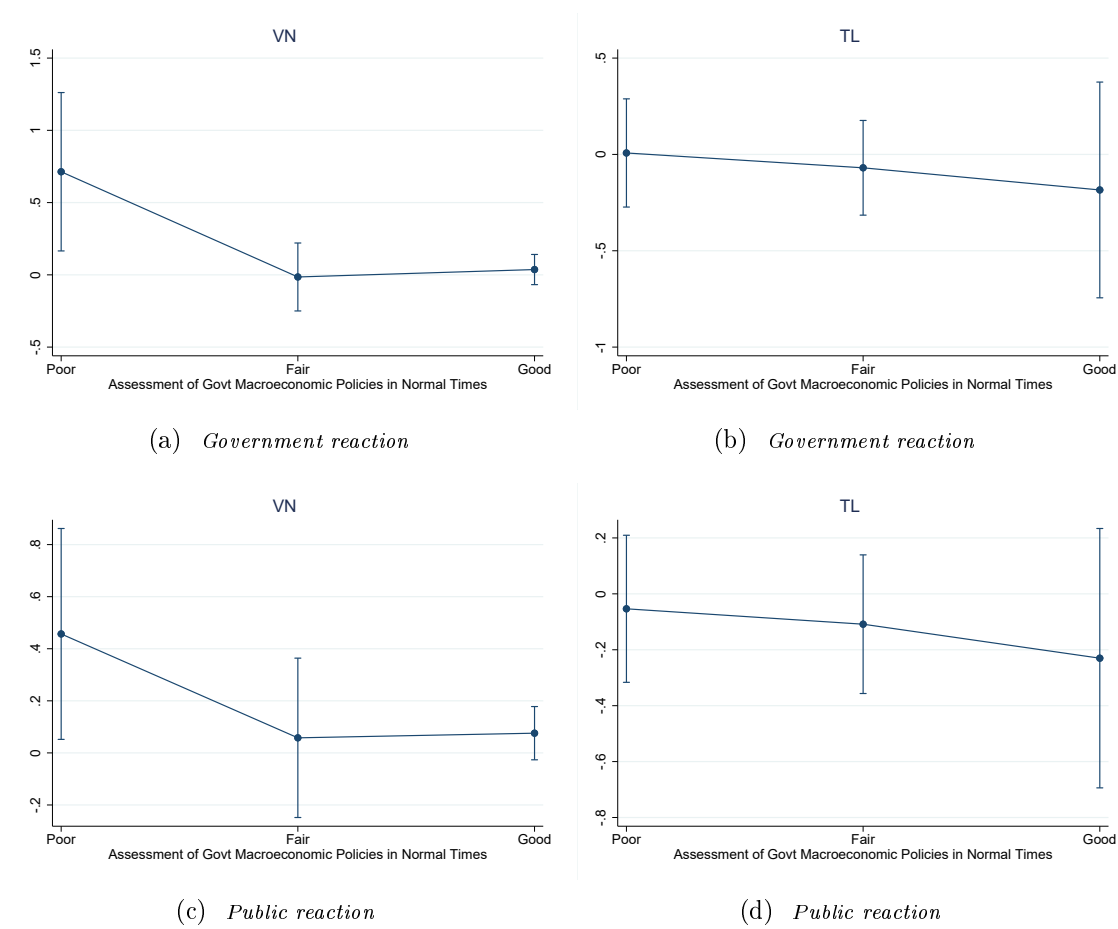 VN
1.5
1
.5
0
-.5
Poor
Fair
Good
Assessment of Govt Macroeconomic Policies in Normal Times
(a) Government reaction
TL
.5
0
-.5
-1
Poor
Fair
Good
Assessment of Govt Macroeconomic Policies in Normal Times
(b) Government reaction
VN
.8
.6
.4
.2
0
-.2
Poor
Fair
Good
Assessment of Govt Macroeconomic Policies in Normal Times
(c) Public reaction
TL
.2
0
-.2
-.4
-.6
-.8
Poor
Fair
Good
Assessment of Govt Macroeconomic Policies in Normal Times
(d) Public reaction